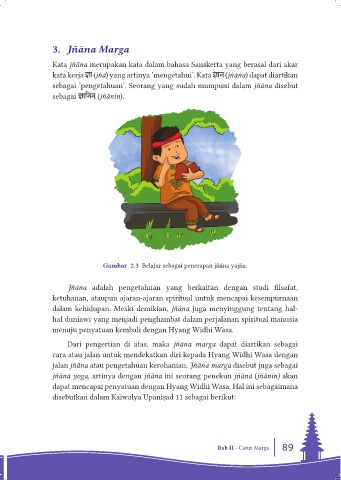 3. Jñāna Marga
Kata jñāna merupakan kata dalam bahasa Sanskerta yang berasal dari akar
kata kerja ज्ञा (jñā) yang artinya 'mengetahui'. Kata ज्ञान (jñāna) dapat diartikan
sebagai 'pengetahuan'. Seorang yang sudah mumpuni dalam jñāna disebut
sebagai ज्ञानिन् (jñānin).
Gambar 2.3 Belajar sebagai penerapan jñāna yajña.
Jñāna adalah pengetahuan yang berkaitan dengan studi filsafat,
ketuhanan, ataupun ajaran-ajaran spiritual untuk mencapai kesempurnaan
dalam kehidupan. Meski demikian, jñāna juga menyinggung tentang hal-
hal duniawi yang menjadi penghambat dalam perjalanan spiritual manusia
menuju penyatuan kembali dengan Hyang Widhi Wasa.
Dari pengertian di atas, maka jñāna marga dapat diartikan sebagai
cara atau jalan untuk mendekatkan diri kepada Hyang Widhi Wasa dengan
jalan jñāna atau pengetahuan kerohanian. Jñāna marga disebut juga sebagai
jñāna yoga, artinya dengan jñāna ini seorang penekun jñāna (jñānin) akan
dapat mencapai penyatuan dengan Hyang Widhi Wasa. Hal ini sebagaimana
disebutkan dalam Kaiwalya Upaniṣad 11 sebagai berikut:
Bab II - Catur Marga 89